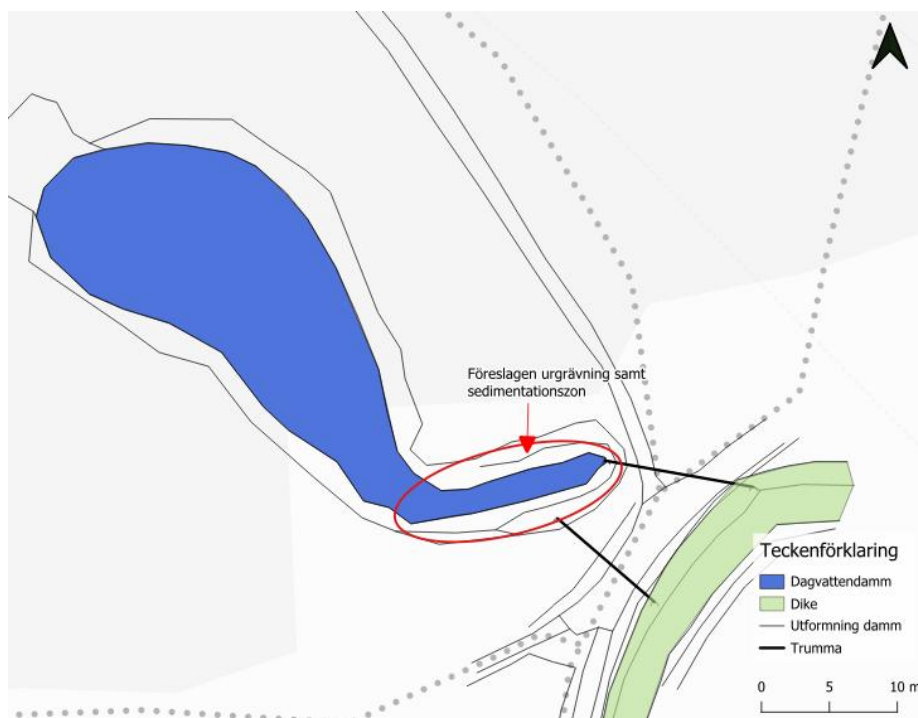 Föreslagen urgrävning samt
sedimentationszon
Teckenförklaring
Dagvattendamm
Dike
Utformning damm
Trumma
0 5 10 m